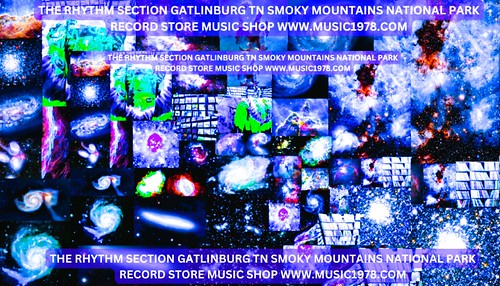 THE RHYTHM SECTION GATLINBURG TN SMOKY MOUNTAINS NATIONAL PARK
RECORD STORE MUSIC SHOP WWW.MUSIC1978.COM
THE RHYTHM SECTION GATLINBURG TN SMOKY MOUNTAINS NATIONAL PARK
RECORD STORE MUSIC SHOP WWW.MUSIC1978.COM
THE RHYTHM SECTION GATLINBURG TN SMOKY MOUNTAINS NATIONAL PARK
RECORD STORE MUSIC SHOP WWW.MUSIC1978.COM